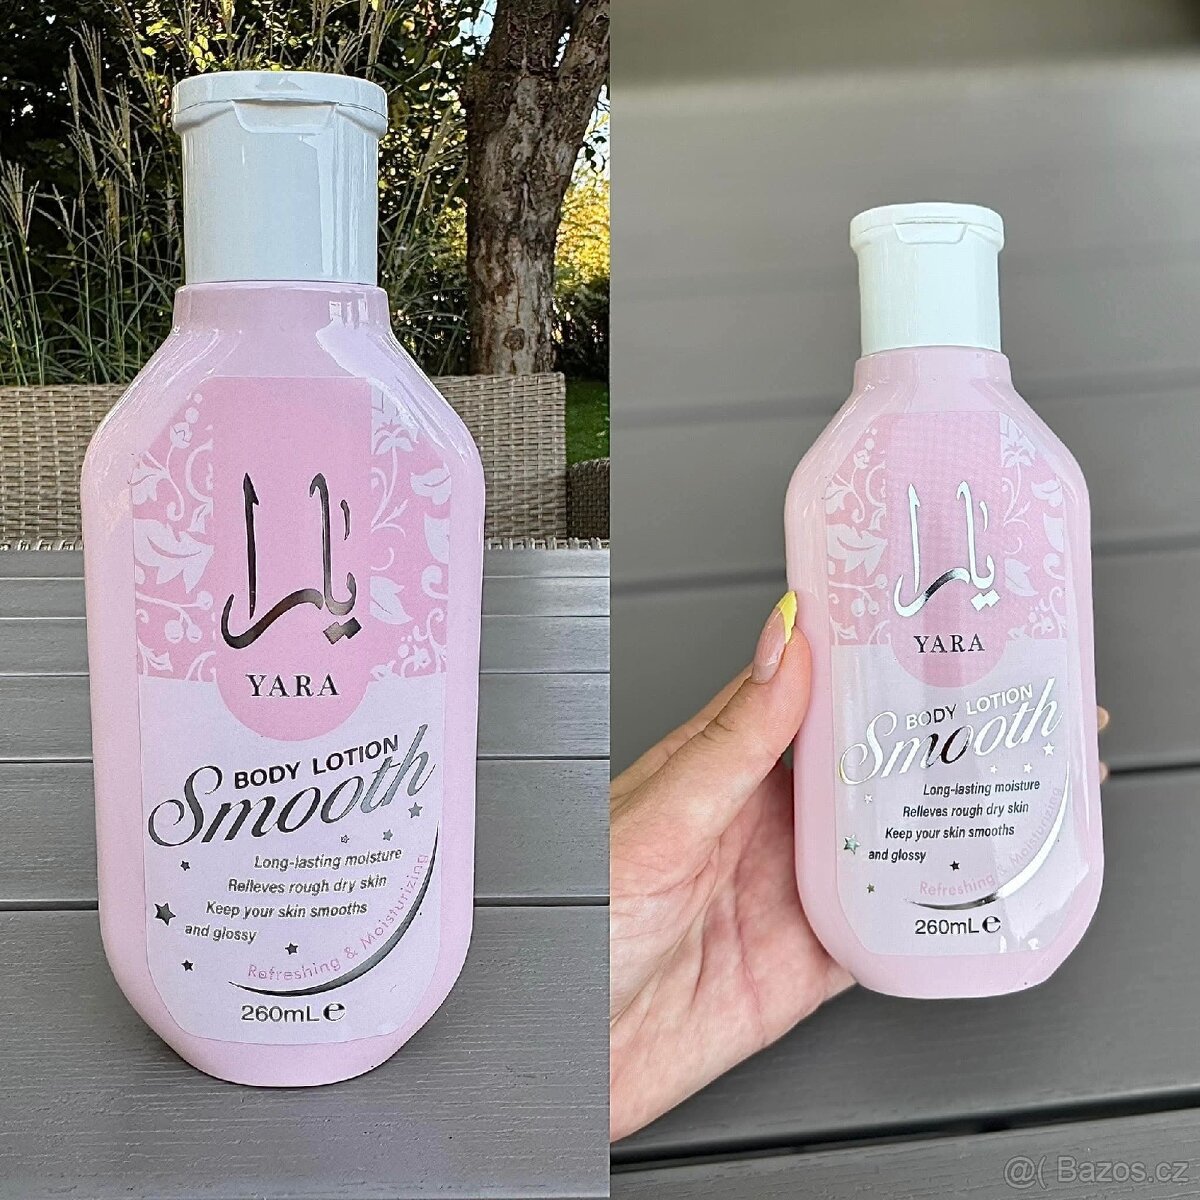 يارا
YARA
BODY LOTION
Smooth
Long-lasting moisture
Relleves rough dry skin
Keep your skin smooths
and glossy
Refreshing & Moisturizing
260mL℮
يارا
YARA
BODY LOTION
Smooth
Long-lasting moisture
Relleves rough dry skin
Keep your skin smooths
and glossy
Refreshing & Moisturizing
260mL℮
@( Bazos.cz